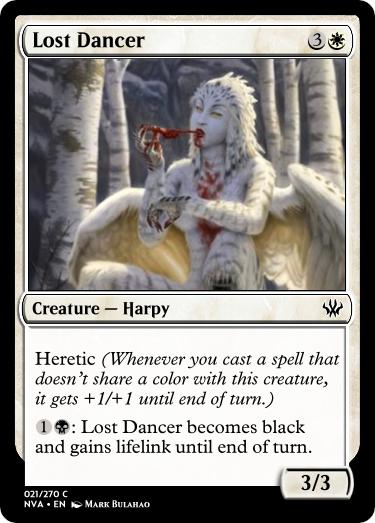 Lost Dancer 3
Creature — Harpy
Heretic (Whenever you cast a spell that
doesn't share a color with this creature,
it gets +1/+1 until end of turn.)
1: Lost Dancer becomes black
and gains lifelink until end of turn.
3/3
021/270 C
NVA • EN Mark Bulahao